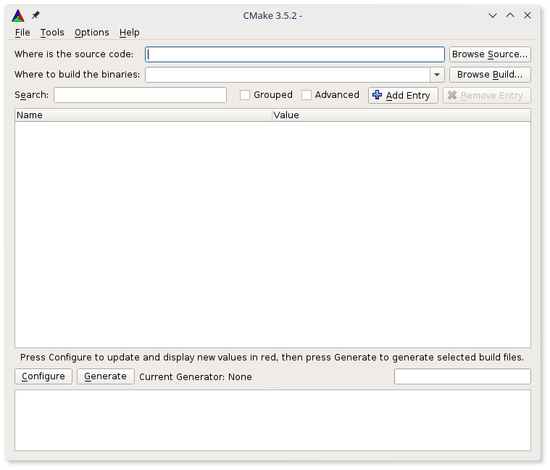 CMake 3.5.2 -
File Tools Options Help
Where is the source code: Browse Source...
Where to build the binaries: Browse Build...
Search: Grouped Advanced Add Entry Remove Entry
Name Value
Press Configure to update and display new values in red, then press Generate to generate selected build files.
Configure Generate Current Generator: None